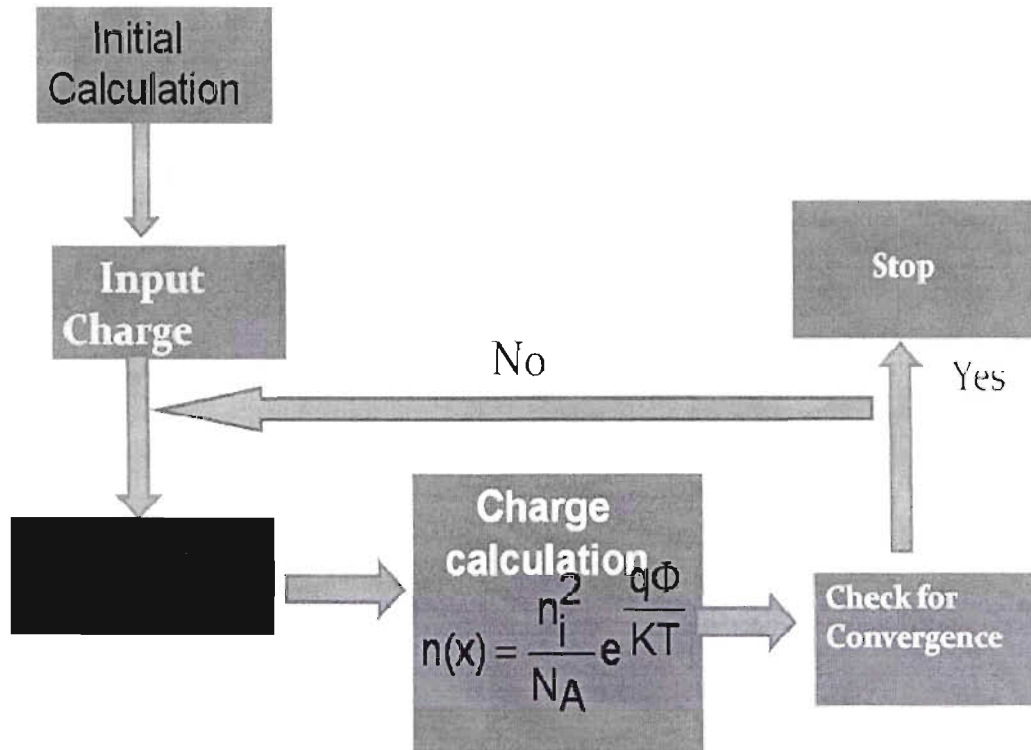 Initial
Calculation
Input
Charge
Stop
No
Yes
Charge
calculation
n(x) = n_i^2/N_A e^{qΦ/KT}
Check for
Convergence